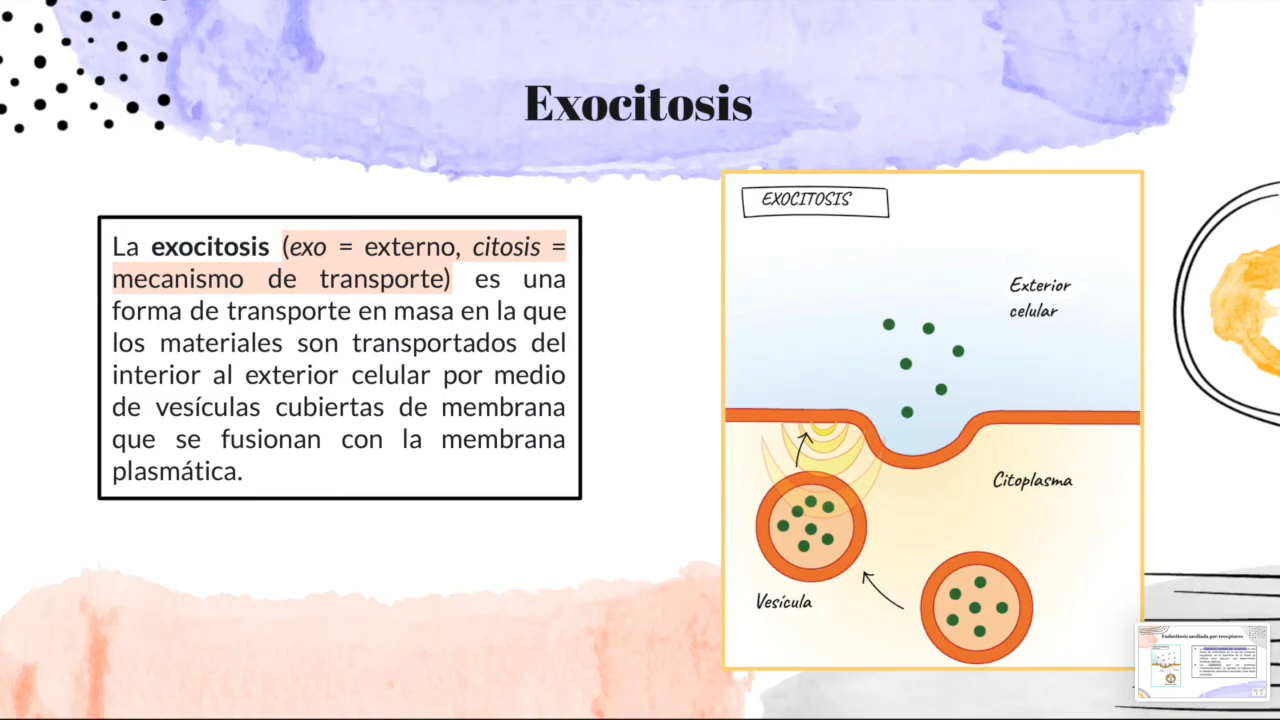 Exocitosis
La exocitosis (exo = externo, citosis =
mecanismo de transporte) es una
forma de transporte en masa en la que
los materiales son transportados del
interior al exterior celular por medio
de vesículas cubiertas de membrana
que se fusionan con la membrana
plasmática.
EXOCITOSIS
Exterior
celular
Citoplasma
Vesícula
Endocitosis mediada por receptores